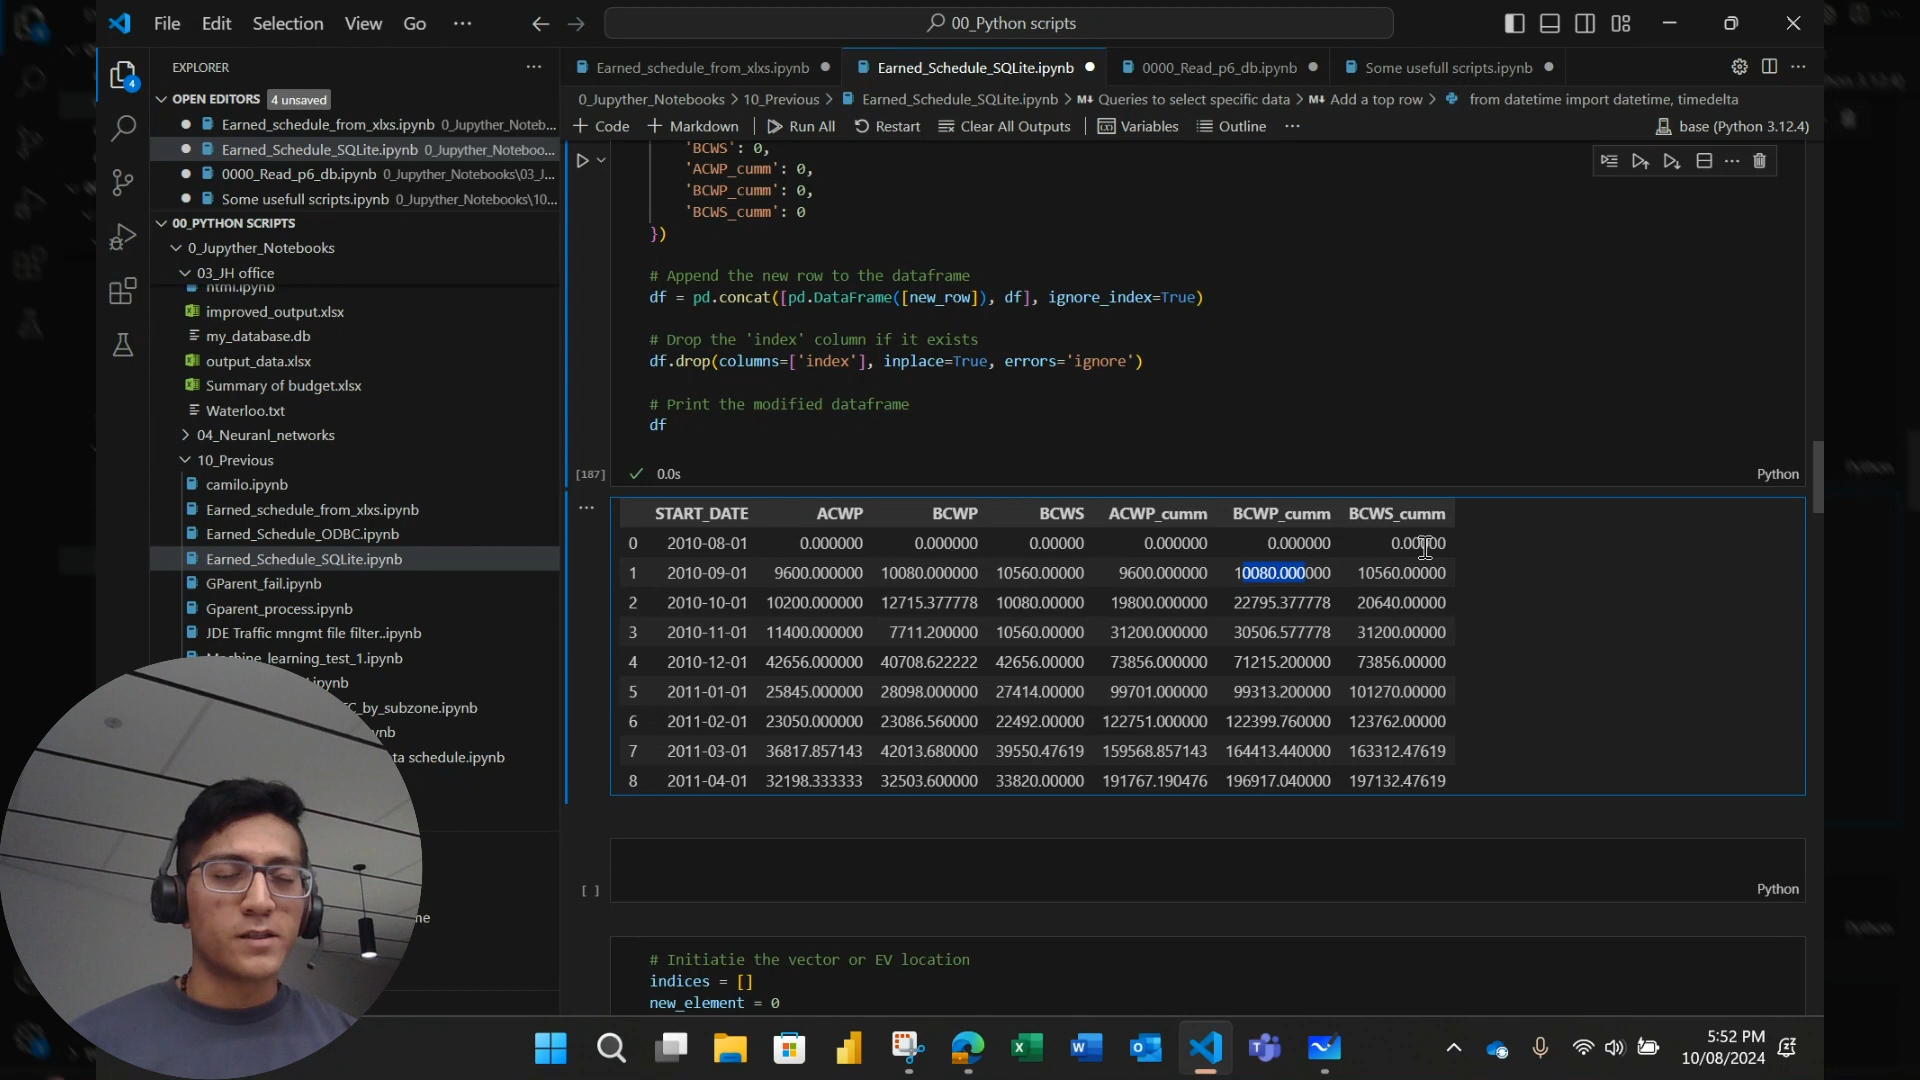 File Edit Selection View Go ··· 00_Python scripts
EXPLORER ···
OPEN EDITORS 4 unsaved
Earned_schedule_from_xlxs.ipynb 0_Jupyther_Noteb...
Earned_Schedule_SQLite.ipynb 0_Jupyther_Noteboo...
0000_Read_p6_db.ipynb 0_Jupyther_Notebooks\03_J...
Some usefull scripts.ipynb 0_Jupyther_Notebooks\10...
00_PYTHON SCRIPTS
0_Jupyther_Notebooks
03_JH office
html.ipynb
improved_output.xlsx
my_database.db
output_data.xlsx
Summary of budget.xlsx
Waterloo.txt
04_Neuranl_networks
10_Previous
camilo.ipynb
Earned_schedule_from_xlxs.ipynb
Earned_Schedule_ODBC.ipynb
Earned_Schedule_SQLite.ipynb
GParent_fail.ipynb
Gparent_process.ipynb
JDE Traffic mngmt file filter..ipynb
Machine_learning_test_1.ipynb
ipynb
C_by_subzone.ipynb
ta schedule.ipynb
Earned_schedule_from_xlxs.ipynb Earned_Schedule_SQLite.ipynb 0000_Read_p6_db.ipynb Some usefull scripts.ipynb
0_Jupyther_Notebooks > 10_Previous > Earned_Schedule_SQLite.ipynb > M↓ Queries to select specific data > M↓ Add a top row > from datetime import datetime, timedelta
+ Code + Markdown Run All Restart Clear All Outputs Variables Outline ··· base (Python 3.12.4)
'BCWS': 0,
'ACWP_cumm': 0,
'BCWP_cumm': 0,
'BCWS_cumm': 0
})
# Append the new row to the dataframe
df = pd.concat([pd.DataFrame([new_row]), df], ignore_index=True)
# Drop the 'index' column if it exists
df.drop(columns=['index'], inplace=True, errors='ignore')
# Print the modified dataframe
df
[187] 0.0s Python
START_DATE ACWP BCWP BCWS ACWP_cumm BCWP_cumm BCWS_cumm
0 2010-08-01 0.000000 0.000000 0.00000 0.000000 0.000000 0.00000
1 2010-09-01 9600.000000 10080.000000 10560.00000 9600.000000 10080.000000 10560.00000
2 2010-10-01 10200.000000 12715.377778 10080.00000 19800.000000 22795.377778 20640.00000
3 2010-11-01 11400.000000 7711.200000 10560.00000 31200.000000 30506.577778 31200.00000
4 2010-12-01 42656.000000 40708.622222 42656.00000 73856.000000 71215.200000 73856.00000
5 2011-01-01 25845.000000 28098.000000 27414.00000 99701.000000 99313.200000 101270.00000
6 2011-02-01 23050.000000 23086.560000 22492.00000 122751.000000 122399.760000 123762.00000
7 2011-03-01 36817.857143 42013.680000 39550.47619 159568.857143 164413.440000 163312.47619
8 2011-04-01 32198.333333 32503.600000 33820.00000 191767.190476 196917.040000 197132.47619
[ ] Python
# Initiatie the vector or EV location
indices = []
new_element = 0
5:52 PM
10/08/2024